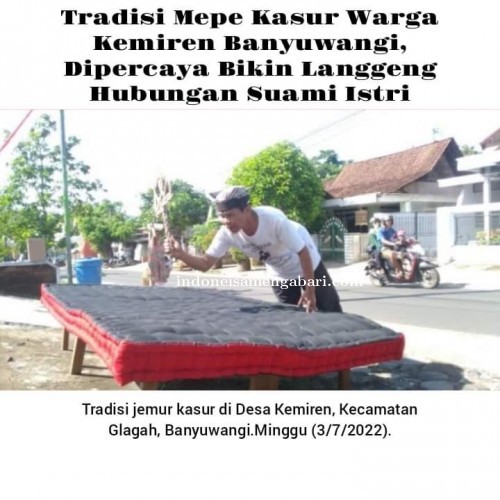 Tradisi Mepe Kasur Warga
Kemiren Banyuwangi,
Dipercaya Bikin Langgeng
Hubungan Suami Istri
indoneisamengabari.com
Tradisi jemur kasur di Desa Kemiren, Kecamatan
Glagah, Banyuwangi.Minggu (3/7/2022).